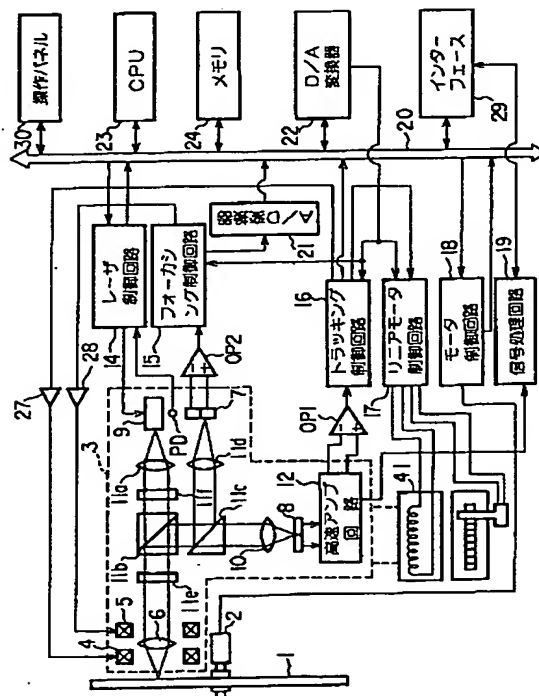 操作パネル
30
CPU
23
メモリ
24
D/A
変換器
22
インター
フェース
29
20
レーザ
制御回路
14
フォーカシ
ング制御回路
15
A/D
変換器
21
トラッキング
制御回路
16
リニアモータ
制御回路
17
モータ
制御回路
18
信号処理回路
19
27
28
3
9
PD
OP2
7
OP1
11a
11f
11b
11c
11d
11e
10
8
12
高速アンプ
回路
41
5
4
6
2
1